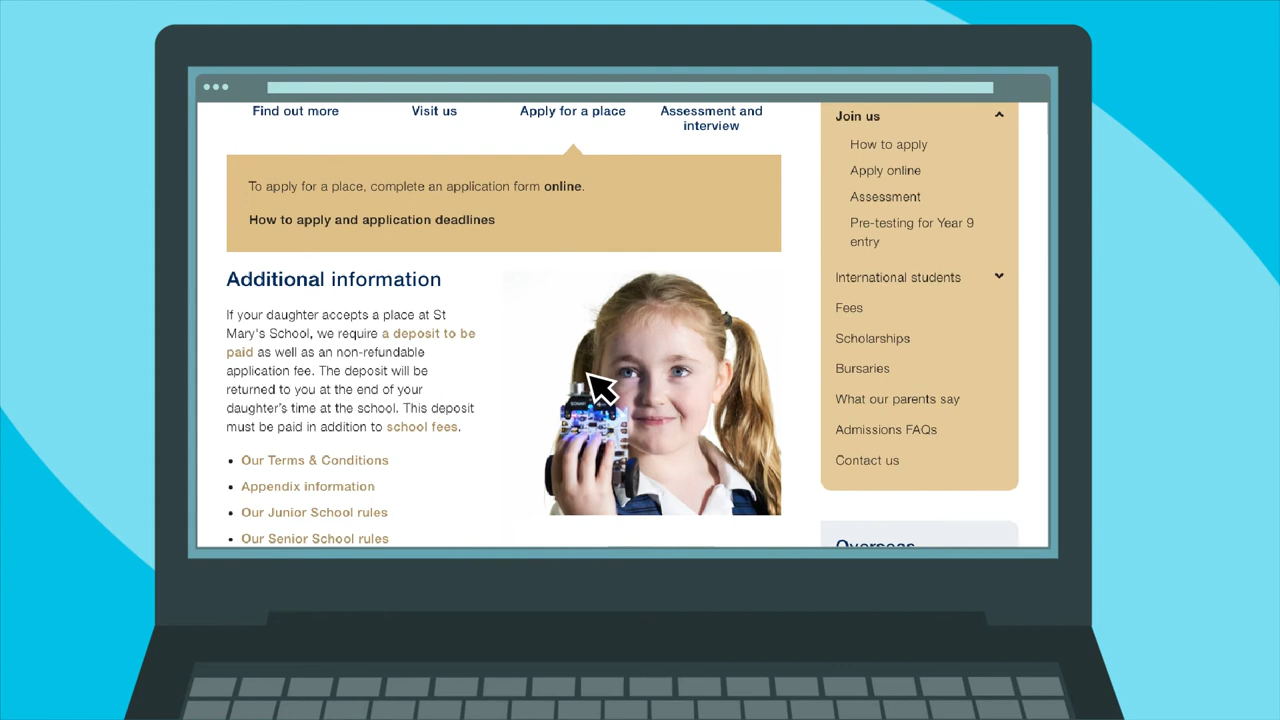 Find out more
Visit us
Apply for a place
Assessment and
interview
To apply for a place, complete an application form online.
How to apply and application deadlines
Additional information
If your daughter accepts a place at St
Mary's School, we require a deposit to be
paid as well as an non-refundable
application fee. The deposit will be
returned to you at the end of your
daughter's time at the school. This deposit
must be paid in addition to school fees.
Our Terms & Conditions
Appendix information
Our Junior School rules
Our Senior School rules
Join us
How to apply
Apply online
Assessment
Pre-testing for Year 9
entry
International students
Fees
Scholarships
Bursaries
What our parents say
Admissions FAQs
Contact us
Overseas